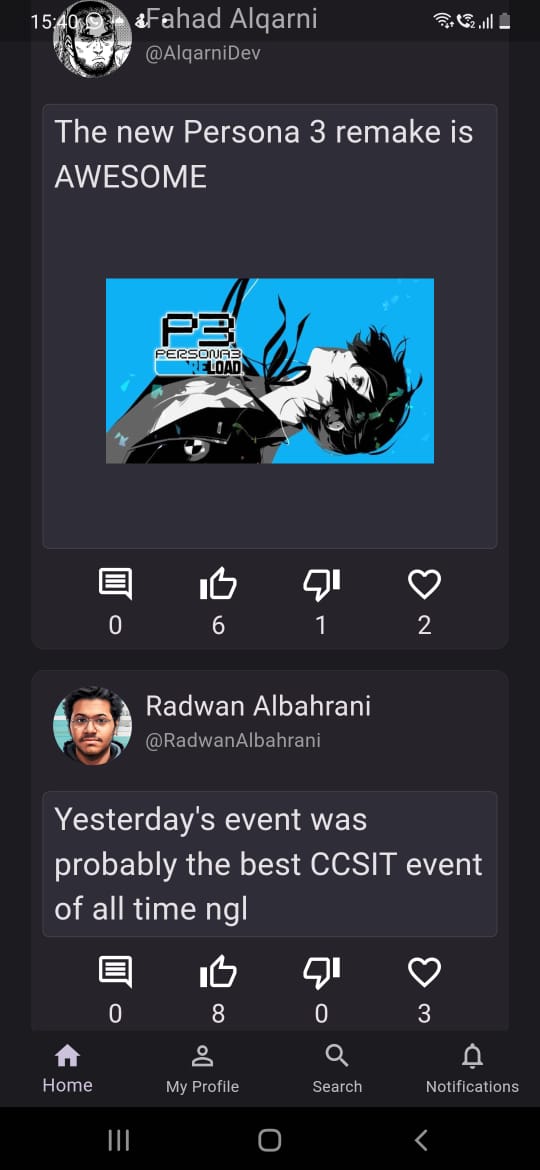 15:40
Fahad Alqarni
@AlqarniDev
The new Persona 3 remake is
AWESOME
P3
PERSONA3
RELOAD
0
6
1
2
Radwan Albahrani
@RadwanAlbahrani
Yesterday's event was
probably the best CCSIT event
of all time ngl
0
8
0
3
Home
My Profile
Search
Notifications